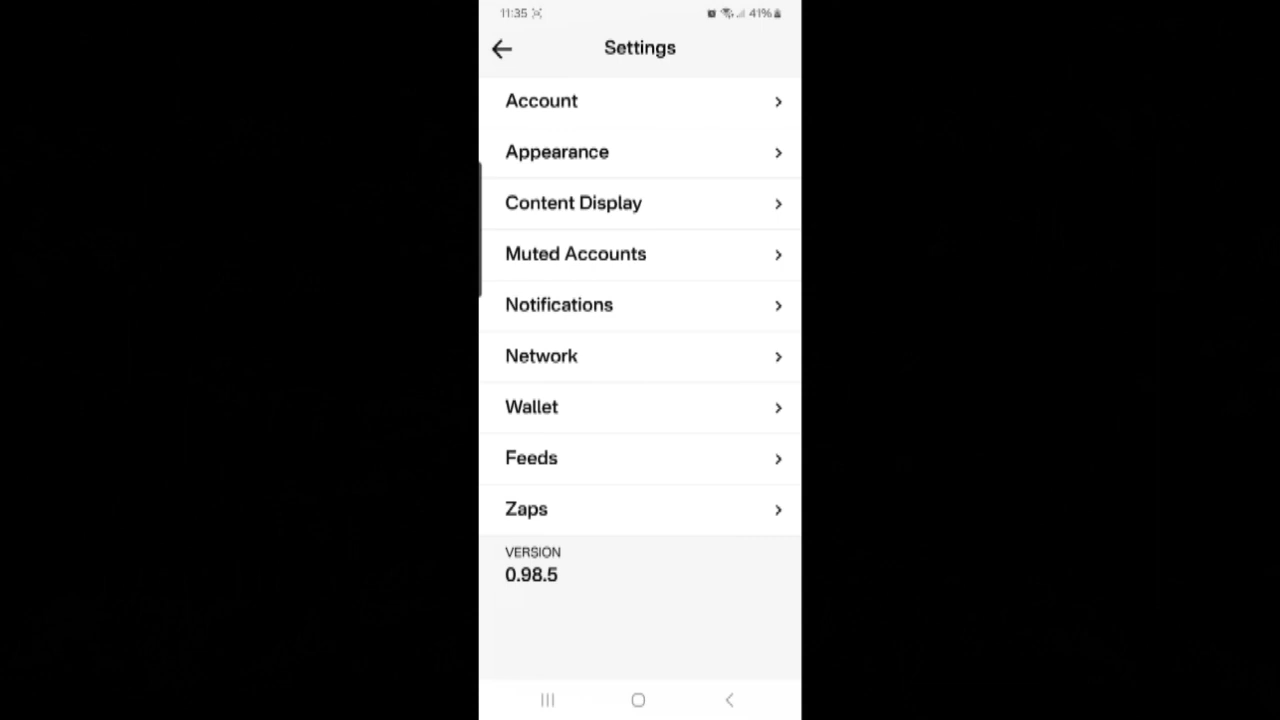 11:35 41%
Settings
Account
Appearance
Content Display
Muted Accounts
Notifications
Network
Wallet
Feeds
Zaps
VERSION
0.98.5